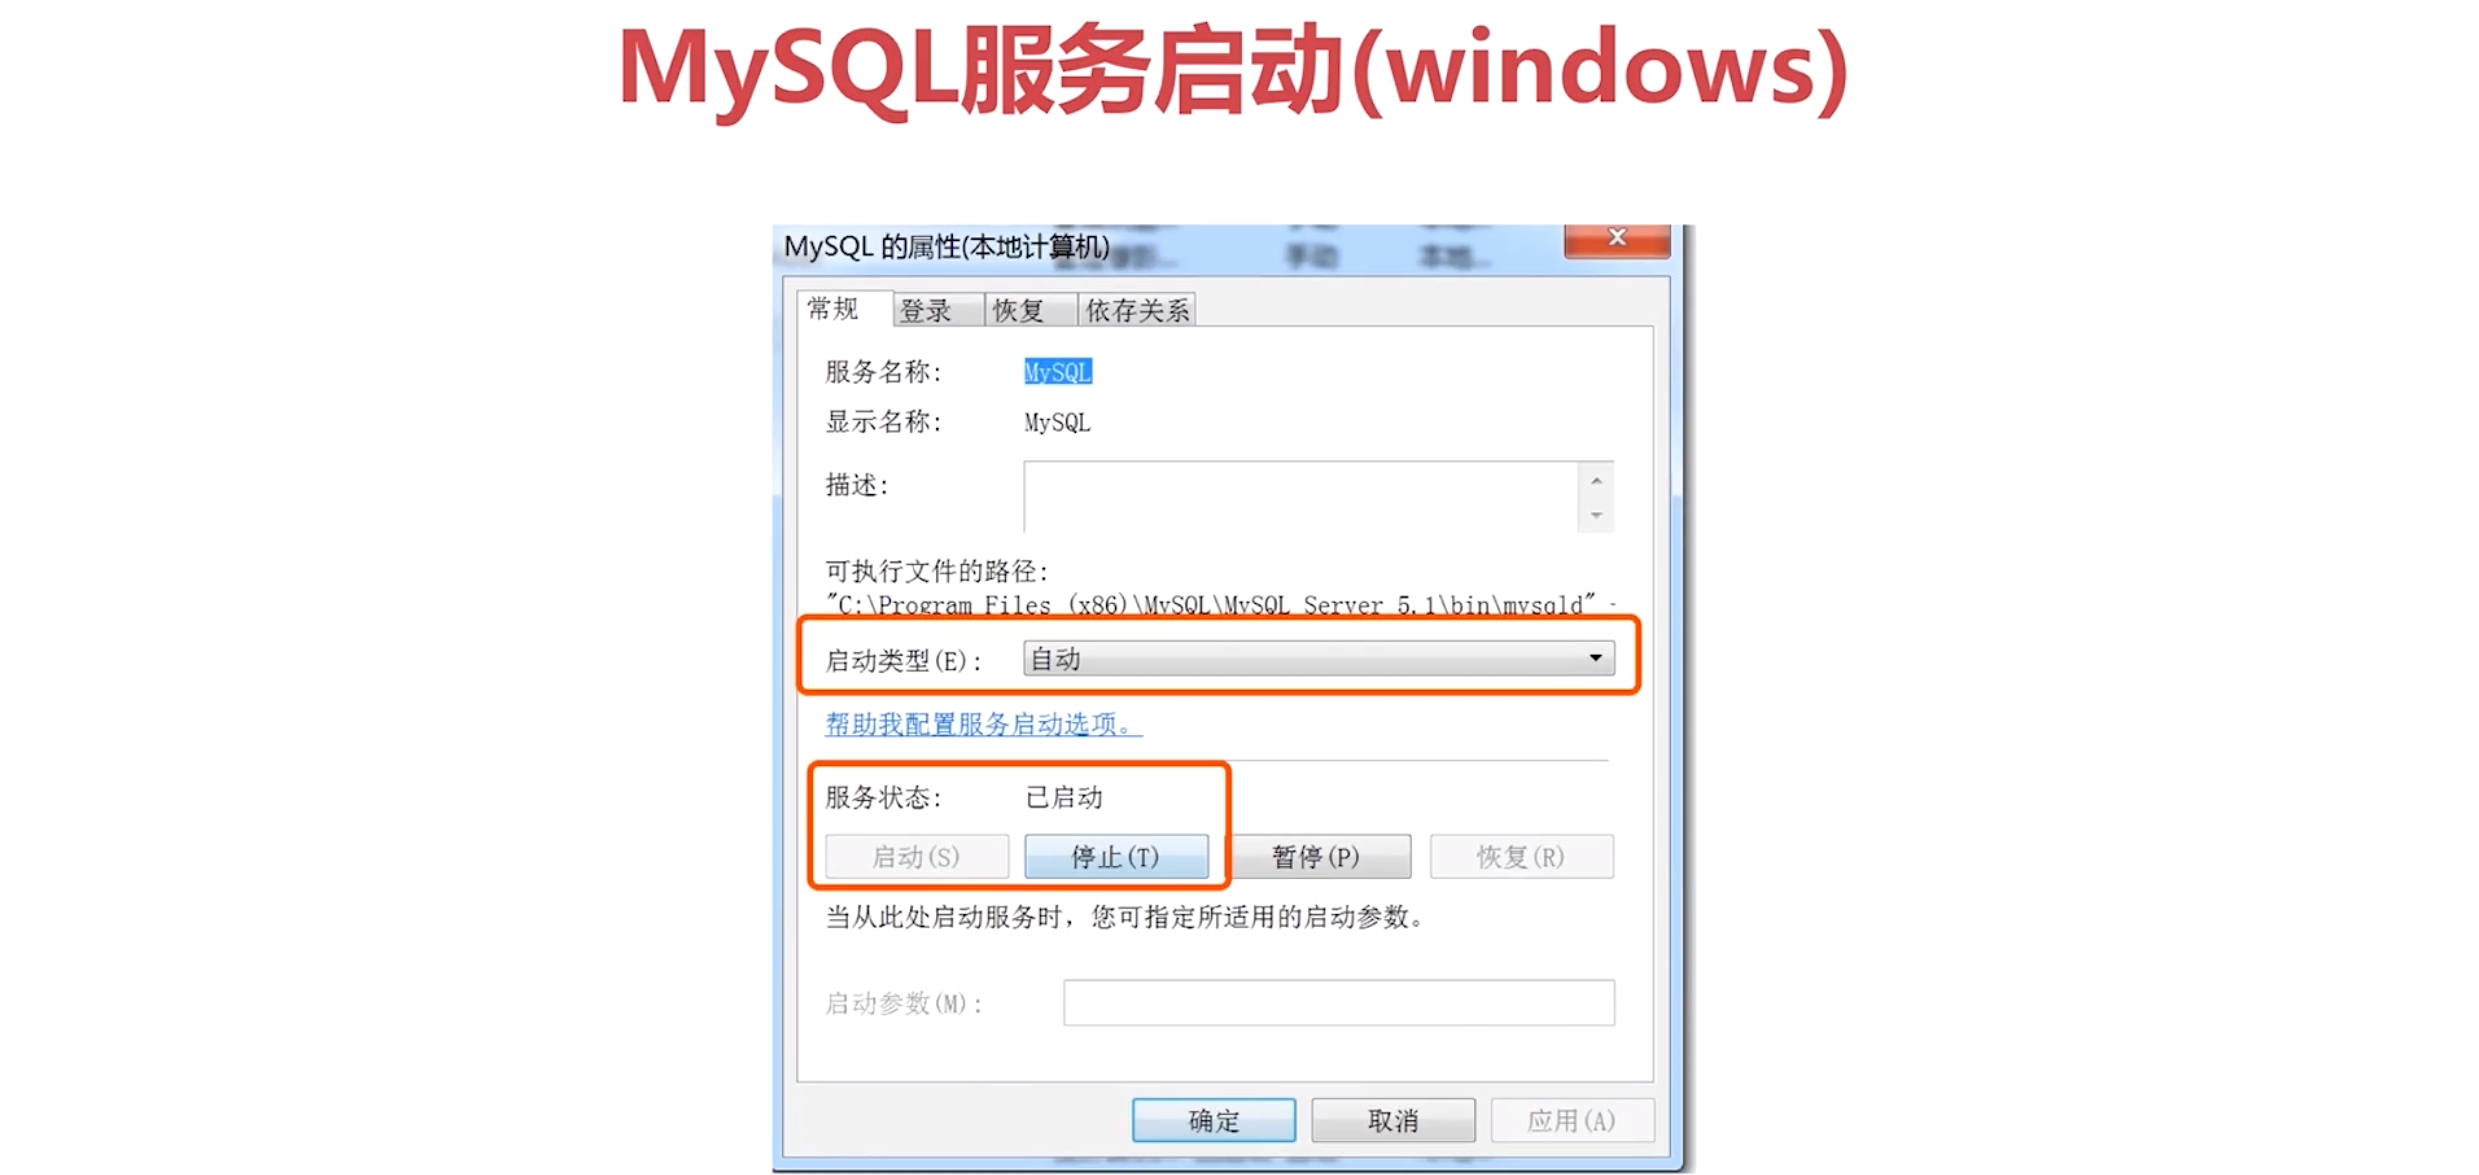 MySQL服务启动(windows)
MySQL 的属性(本地计算机)
手动 本地...
常规 登录 恢复 依存关系
服务名称: MySQL
显示名称: MySQL
描述:
可执行文件的路径:
"C:\Program Files (x86)\MySQL\MySQL Server 5.1\bin\mysqld" -
启动类型(E): 自动
帮助我配置服务启动选项。
服务状态: 已启动
启动(S) 停止(T) 暂停(P) 恢复(R)
当从此处启动服务时，您可指定所适用的启动参数。
启动参数(M):
确定 取消 应用(A)